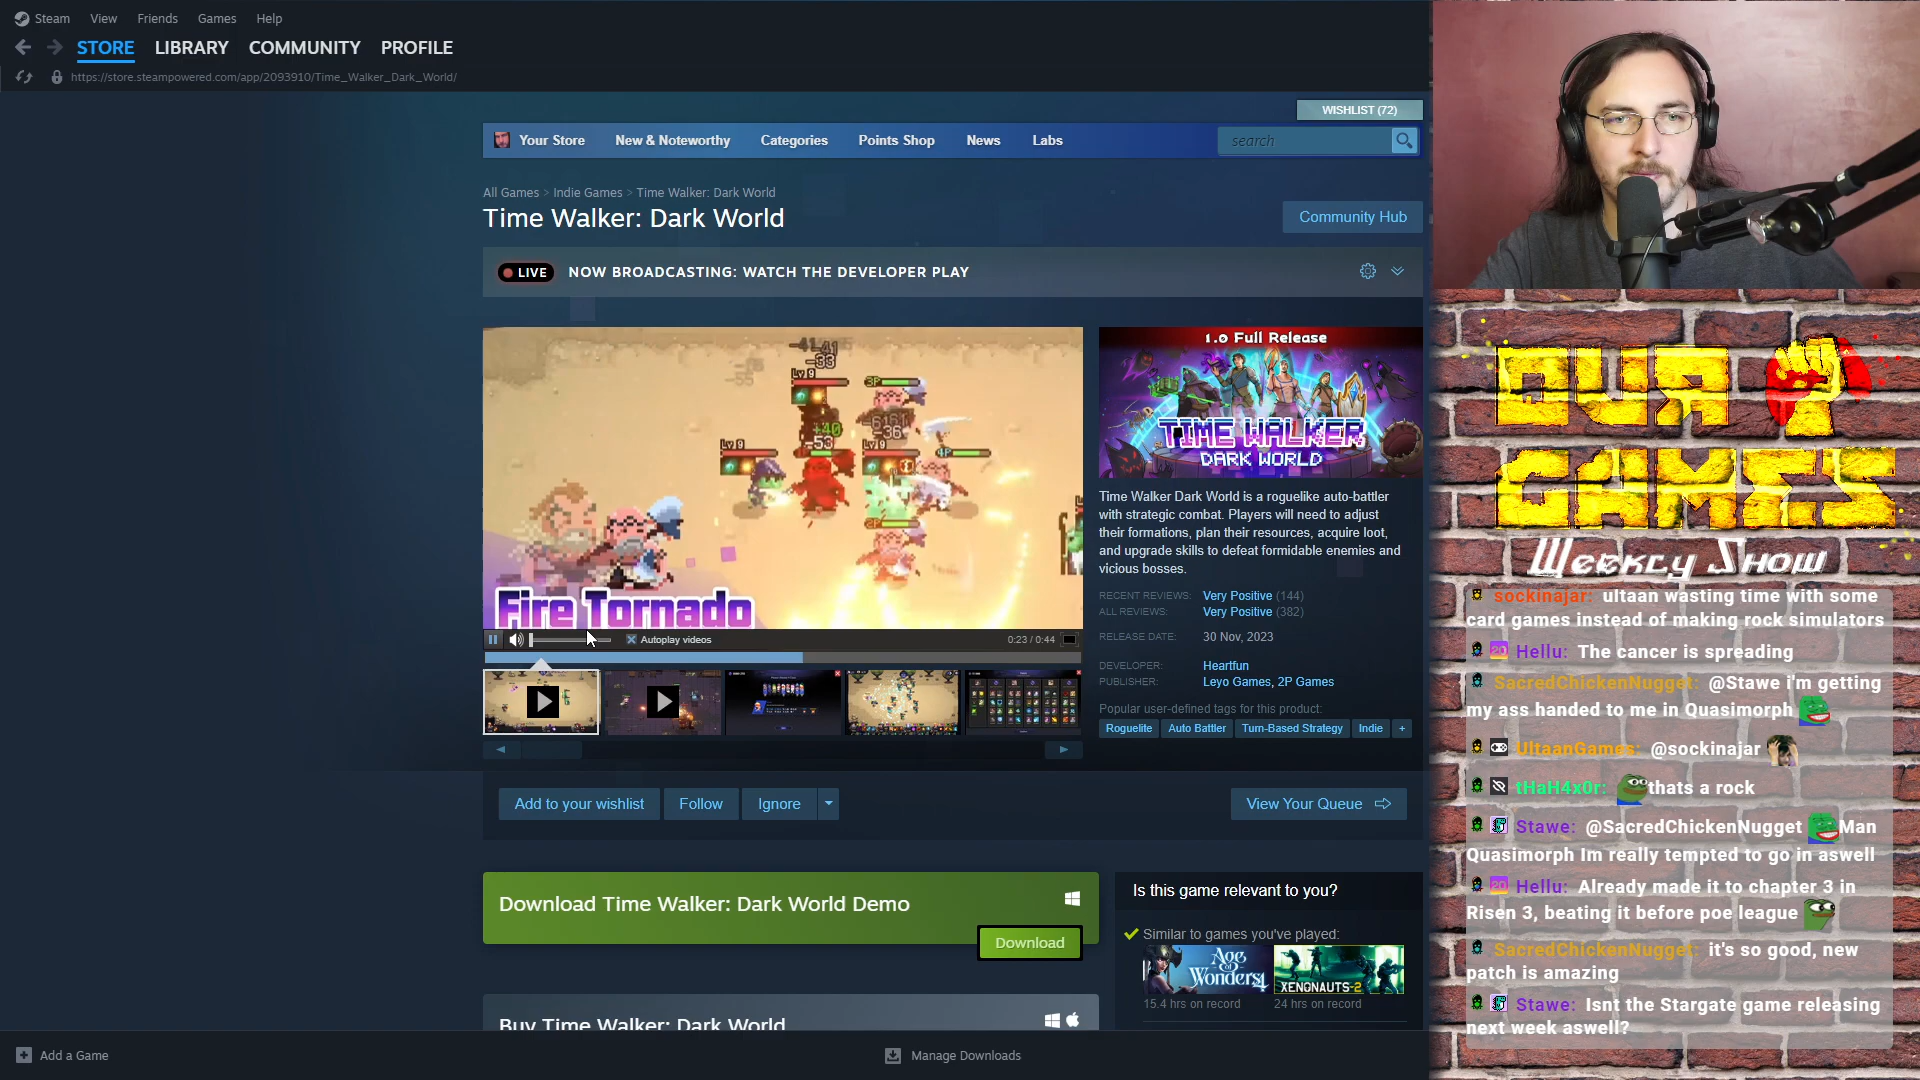 Steam View Friends Games Help
STORE LIBRARY COMMUNITY PROFILE
https://store.steampowered.com/app/2093910/Time_Walker_Dark_World/
WISHLIST (72)
Your Store New & Noteworthy Categories Points Shop News Labs search
All Games > Indie Games > Time Walker: Dark World
Time Walker: Dark World
Community Hub
LIVE NOW BROADCASTING: WATCH THE DEVELOPER PLAY
-33
-55
Lv 9
3P
+40
-53
-36
Lv 9
Lv 9
4P
2P
Fire Tornado
Autoplay videos
0:23 / 0:44
1.0 Full Release
TIME WALKER
DARK WORLD
Time Walker Dark World is a roguelike auto-battler
with strategic combat. Players will need to adjust
their formations, plan their resources, acquire loot,
and upgrade skills to defeat formidable enemies and
vicious bosses.
RECENT REVIEWS: Very Positive (144)
ALL REVIEWS: Very Positive (382)
RELEASE DATE: 30 Nov, 2023
DEVELOPER: Heartfun
PUBLISHER: Leyo Games, 2P Games
Popular user-defined tags for this product:
Roguelite Auto Battler Turn-Based Strategy Indie +
Add to your wishlist Follow Ignore
View Your Queue
Download Time Walker: Dark World Demo
Download
Buy Time Walker: Dark World
Is this game relevant to you?
Similar to games you've played:
Age of
Wonders 4
XENONAUTS-2
15.4 hrs on record
24 hrs on record
Add a Game
Manage Downloads
OUR
GAMES
Weekly Show
sockinajar: ultaan wasting time with some
card games instead of making rock simulators
Hellu: The cancer is spreading
SacredChickenNugget: @Stawe i'm getting
my ass handed to me in Quasimorph
UltaanGames: @sockinajar
tHaH4x0r: thats a rock
Stawe: @SacredChickenNugget Man
Quasimorph Im really tempted to go in aswell
Hellu: Already made it to chapter 3 in
Risen 3, beating it before poe league
SacredChickenNugget: it's so good, new
patch is amazing
Stawe: Isnt the Stargate game releasing
next week aswell?